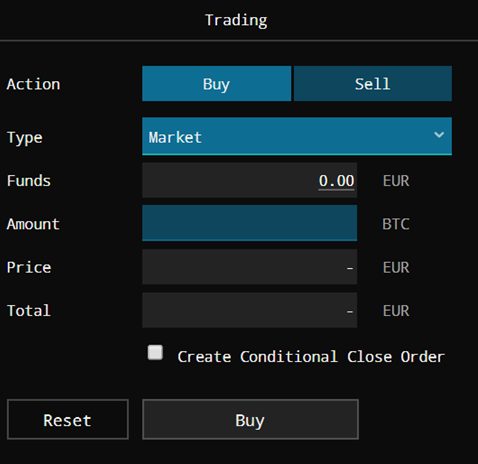 Trading
Action Buy Sell
Type Market
Funds 0.00 EUR
Amount BTC
Price - EUR
Total - EUR
Create Conditional Close Order
Reset Buy